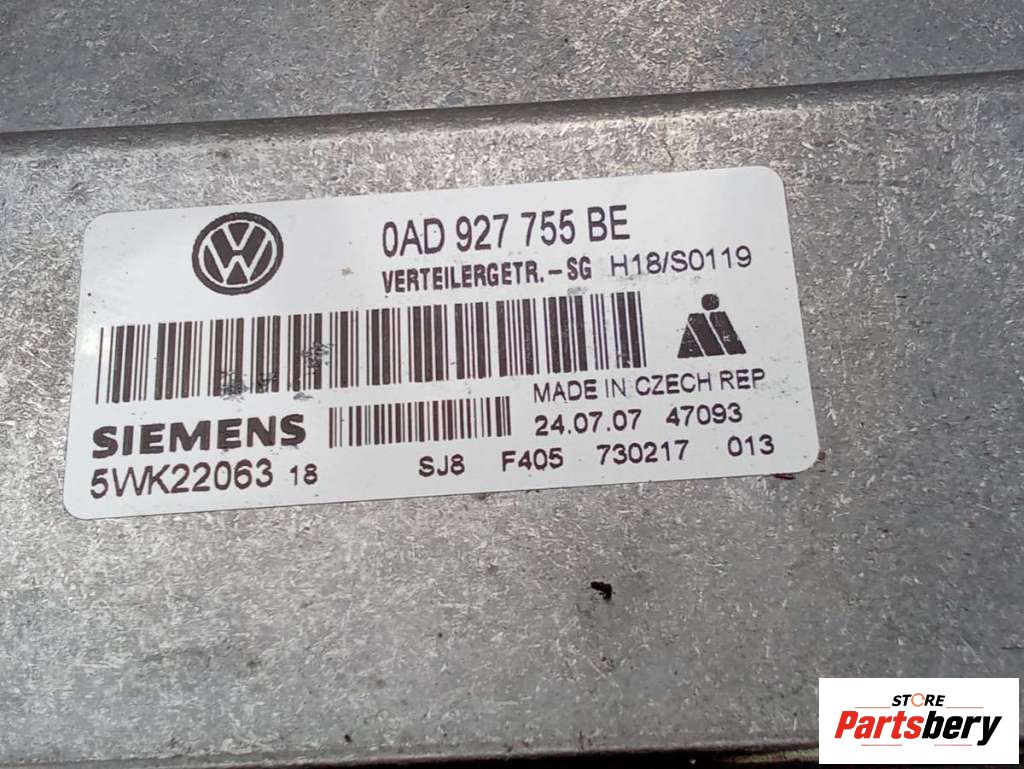 0AD 927 755 BE
VERTEILERGETR.-SG H18/S0119
MADE IN CZECH REP
SIEMENS
24.07.07 47093
5WK22063 18
SJ8 F405 730217 013
STORE
Partsbery